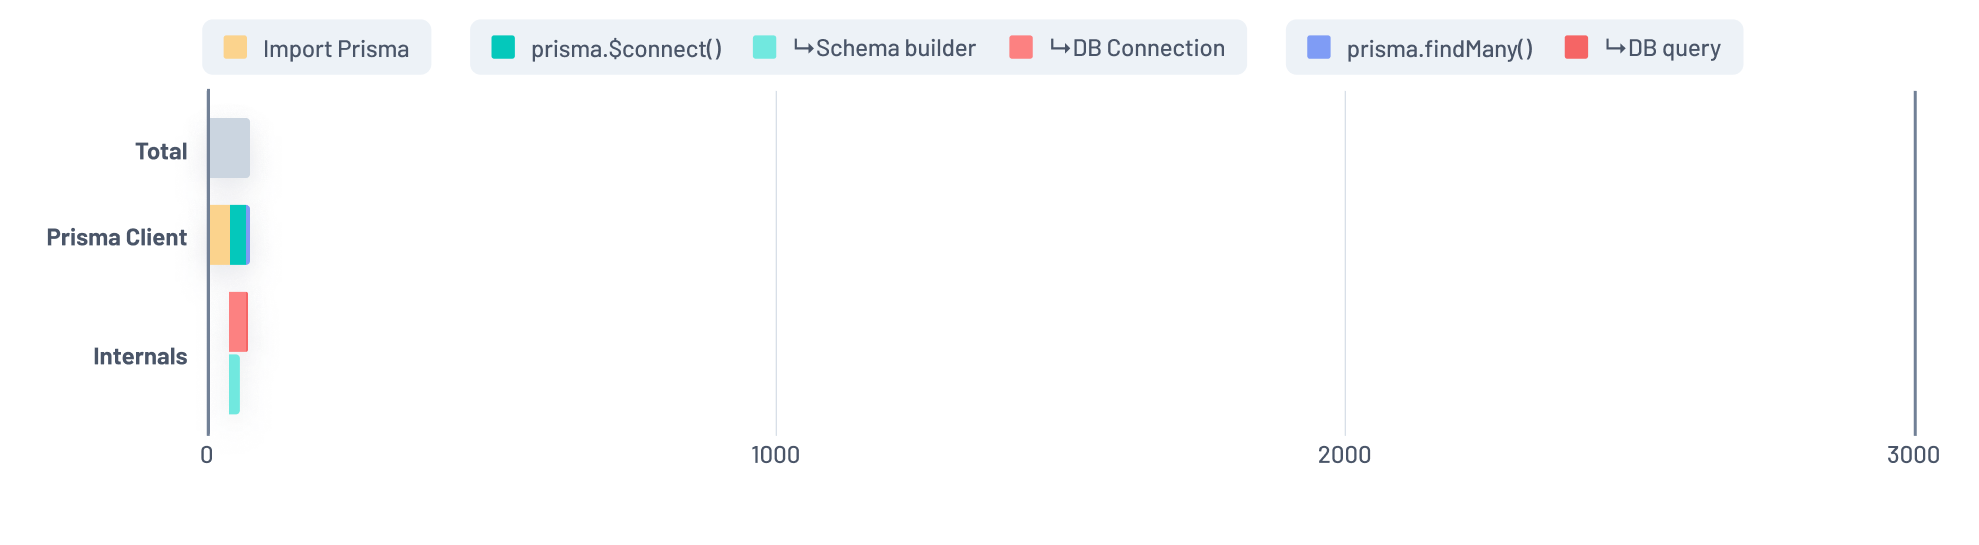 Import Prisma
prisma.$connect() ↳Schema builder ↳DB Connection
prisma.findMany() ↳DB query
Total
Prisma Client
Internals
0 1000 2000 3000